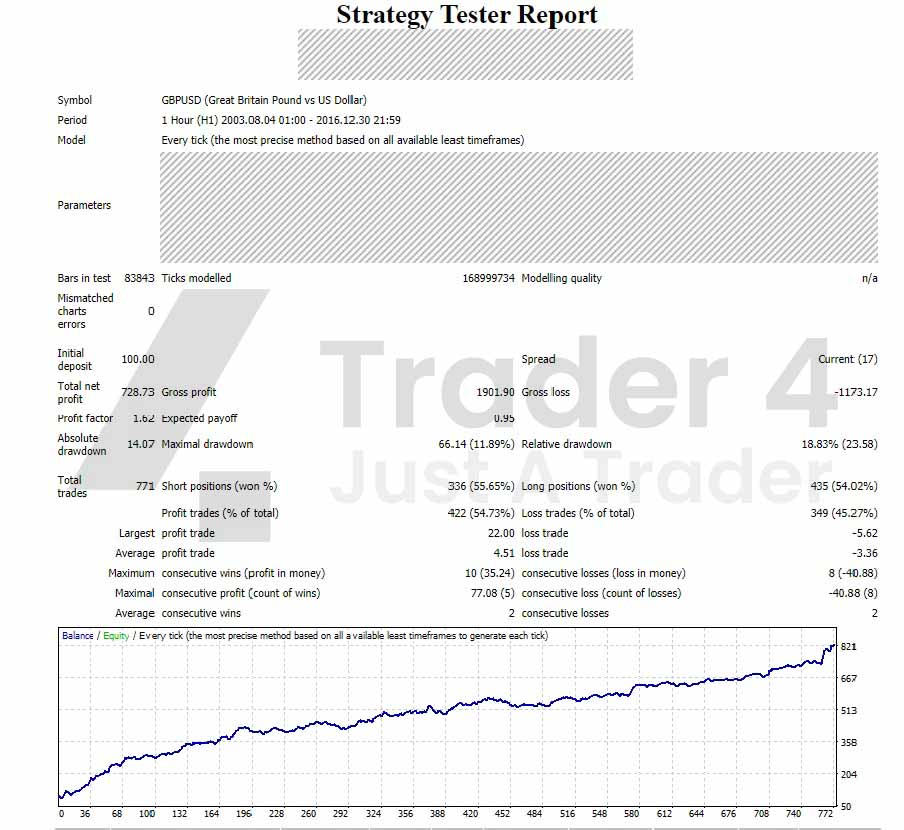 Strategy Tester Report
Symbol GBPUSD (Great Britain Pound vs US Dollar)
Period 1 Hour (H1) 2003.08.04 01:00 - 2016.12.30 21:59
Model Every tick (the most precise method based on all available least timeframes)
Parameters
Bars in test 83843 Ticks modelled 168999734 Modelling quality n/a
Mismatched
charts
errors 0
Initial
deposit 100.00 Spread Current (17)
Total net
profit 728.73 Gross profit 1901.90 Gross loss -1173.17
Profit factor 1.62 Expected payoff 0.95
Absolute
drawdown 14.07 Maximal drawdown 66.14 (11.89%) Relative drawdown 18.83% (23.58)
Total
trades 771 Short positions (won %) 336 (55.65%) Long positions (won %) 435 (54.02%)
Profit trades (% of total) 422 (54.73%) Loss trades (% of total) 349 (45.27%)
Largest profit trade 22.00 loss trade -5.62
Average profit trade 4.51 loss trade -3.36
Maximum consecutive wins (profit in money) 10 (35.24) consecutive losses (loss in money) 8 (-40.88)
Maximal consecutive profit (count of wins) 77.08 (5) consecutive loss (count of losses) -40.88 (8)
Average consecutive wins 2 consecutive losses 2
Trader 4
Just A Trader
Balance / Equity / Every tick (the most precise method based on all available least timeframes to generate each tick)
821
667
513
358
204
50
0 36 68 100 132 164 196 228 260 292 324 356 388 420 452 484 516 548 580 612 644 676 708 740 772